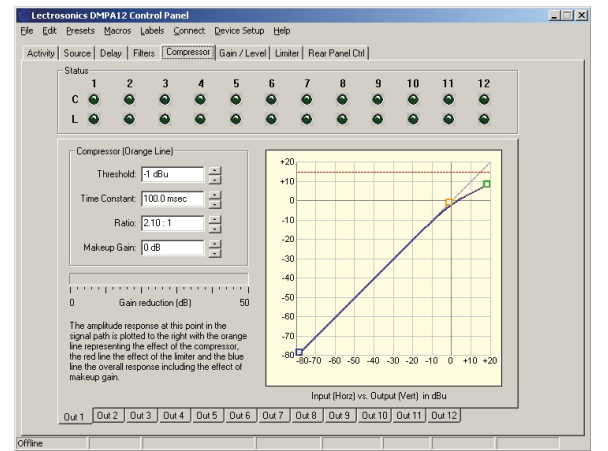 Lectrosonics DMPA12 Control Panel
File Edit Presets Macros Labels Connect Device Setup Help
Activity Source Delay Filters Compressor Gain / Level Limiter Rear Panel Ctrl
Status
1 2 3 4 5 6 7 8 9 10 11 12
C
L
Compressor (Orange Line)
Threshold: -1 dBu
Time Constant: 100.0 msec
Ratio: 2.10 : 1
Makeup Gain: 0 dB
0 Gain reduction (dB) 50
The amplitude response at this point in the
signal path is plotted to the right with the orange
line representing the effect of the compressor,
the red line the effect of the limiter and the blue
line the overall response including the effect of
makeup gain.
+20
+10
0
-10
-20
-30
-40
-50
-60
-70
-80
-80 -70 -60 -50 -40 -30 -20 -10 0 +10 +20
Input (Horz) vs. Output (Vert) in dBu
Out 1 Out 2 Out 3 Out 4 Out 5 Out 6 Out 7 Out 8 Out 9 Out 10 Out 11 Out 12
Offline